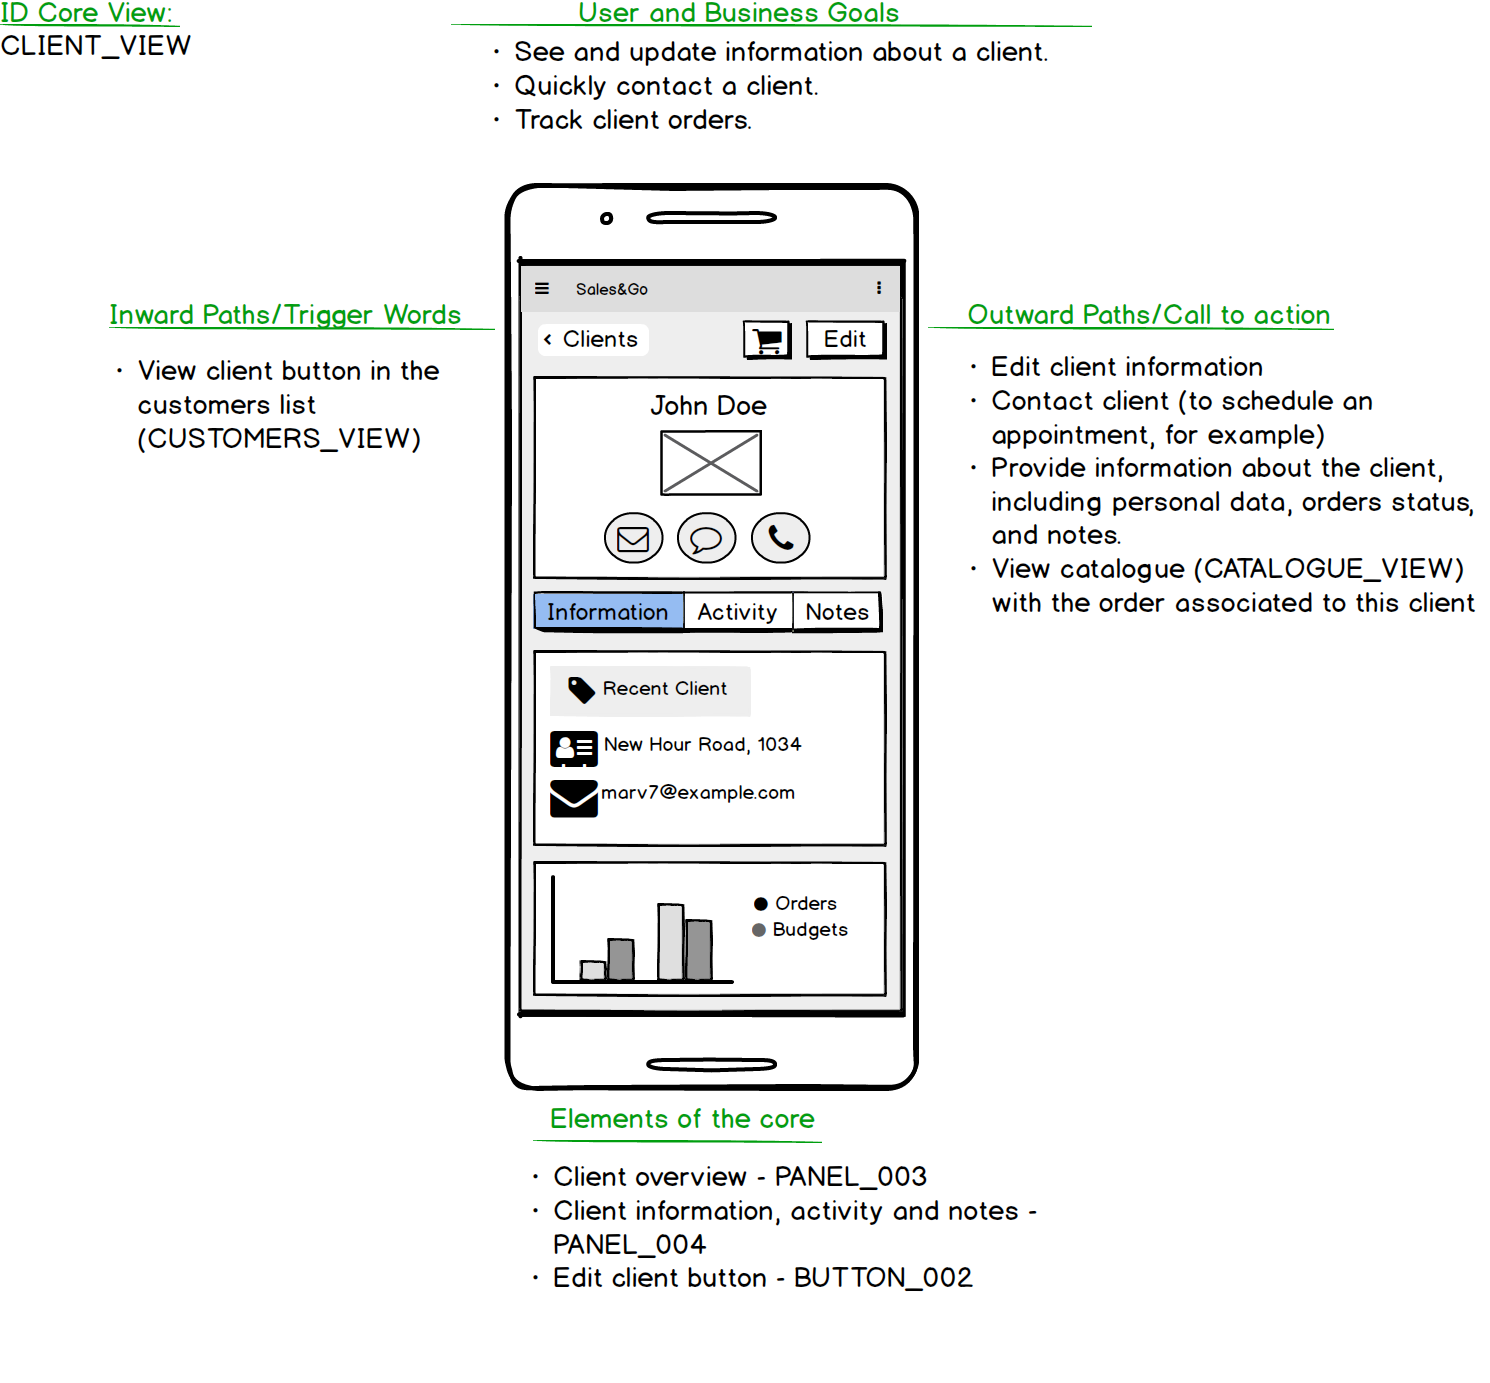 ID Core View:
CLIENT_VIEW
User and Business Goals
· See and update information about a client.
· Quickly contact a client.
· Track client orders.
Inward Paths/Trigger Words
· View client button in the
customers list
(CUSTOMERS_VIEW)
Sales&Go
‹ Clients
Edit
John Doe
Information
Activity
Notes
Recent Client
New Hour Road, 1034
marv7@example.com
Orders
Budgets
Outward Paths/Call to action
· Edit client information
· Contact client (to schedule an
appointment, for example)
· Provide information about the client,
including personal data, orders status,
and notes.
· View catalogue (CATALOGUE_VIEW)
with the order associated to this client
Elements of the core
· Client overview - PANEL_003
· Client information, activity and notes -
PANEL_004
· Edit client button - BUTTON_002